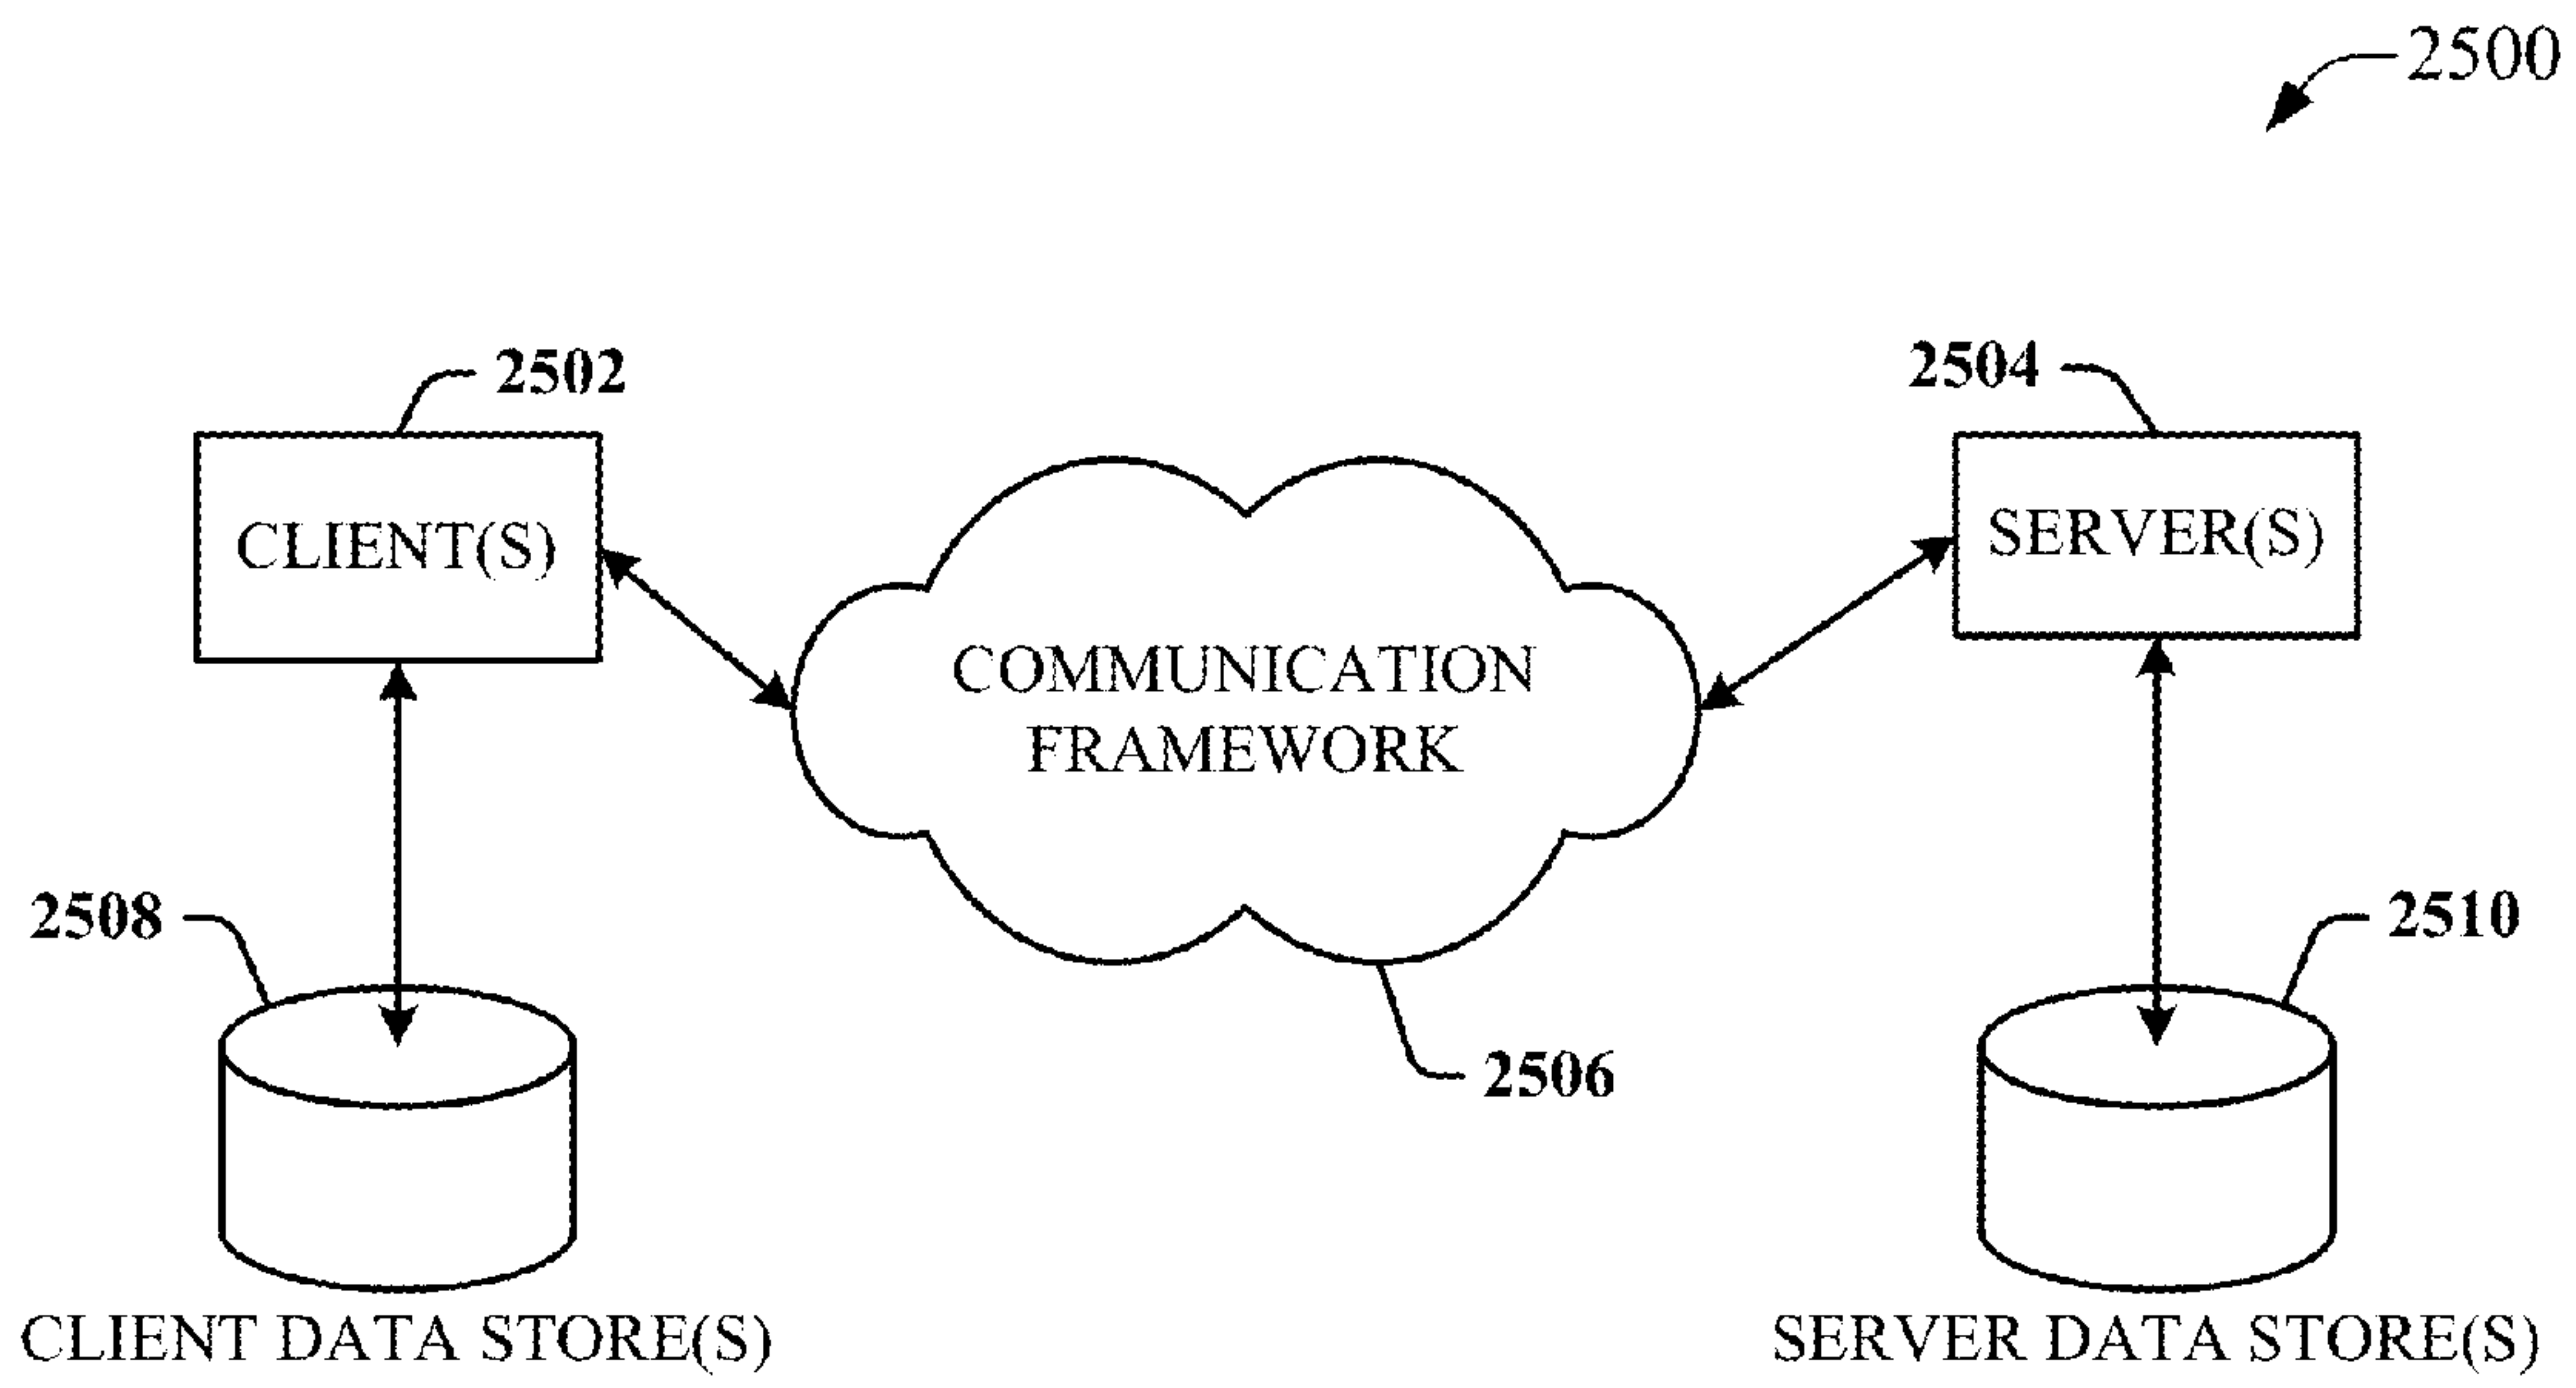 2500
2502
2504
CLIENT(S)
SERVER(S)
COMMUNICATION
FRAMEWORK
2508
2510
2506
CLIENT DATA STORE(S)
SERVER DATA STORE(S)